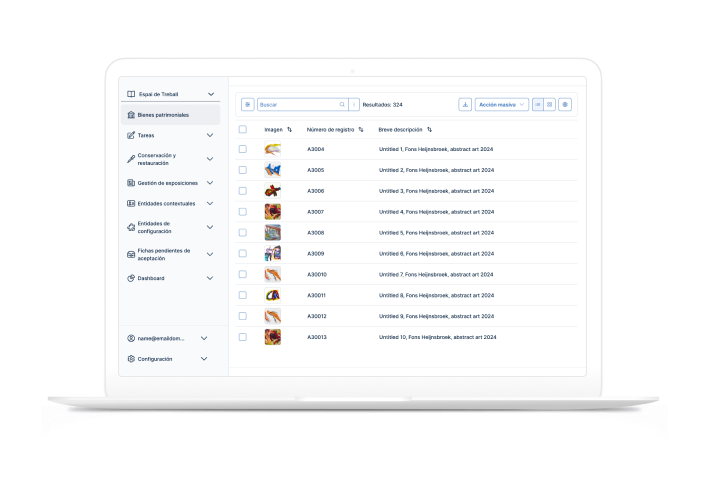 Espai de Treball
Bienes patrimoniales
Tareas
Conservación y
restauración
Gestión de exposiciones
Entidades contextuales
Entidades de
configuración
Fichas pendientes de
aceptación
Dashboard
name@emaildom...
Configuración
Buscar
Resultados: 324
Acción masiva
Imagen
Número de registro
Breve descripción
A3004 Untitled 1, Fons Heijnsbroek, abstract art 2024
A3005 Untitled 2, Fons Heijnsbroek, abstract art 2024
A3006 Untitled 3, Fons Heijnsbroek, abstract art 2024
A3007 Untitled 4, Fons Heijnsbroek, abstract art 2024
A3008 Untitled 5, Fons Heijnsbroek, abstract art 2024
A3009 Untitled 6, Fons Heijnsbroek, abstract art 2024
A30010 Untitled 7, Fons Heijnsbroek, abstract art 2024
A30011 Untitled 8, Fons Heijnsbroek, abstract art 2024
A30012 Untitled 9, Fons Heijnsbroek, abstract art 2024
A30013 Untitled 10, Fons Heijnsbroek, abstract art 2024